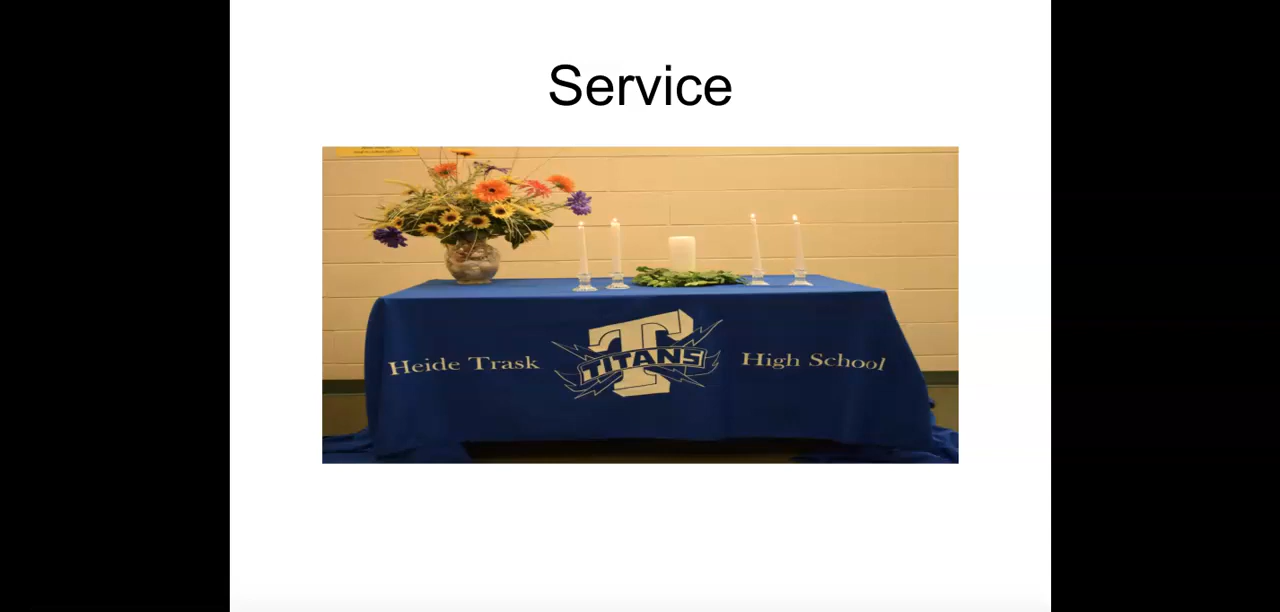 Service
Heide Trask
T
TITANS
High School